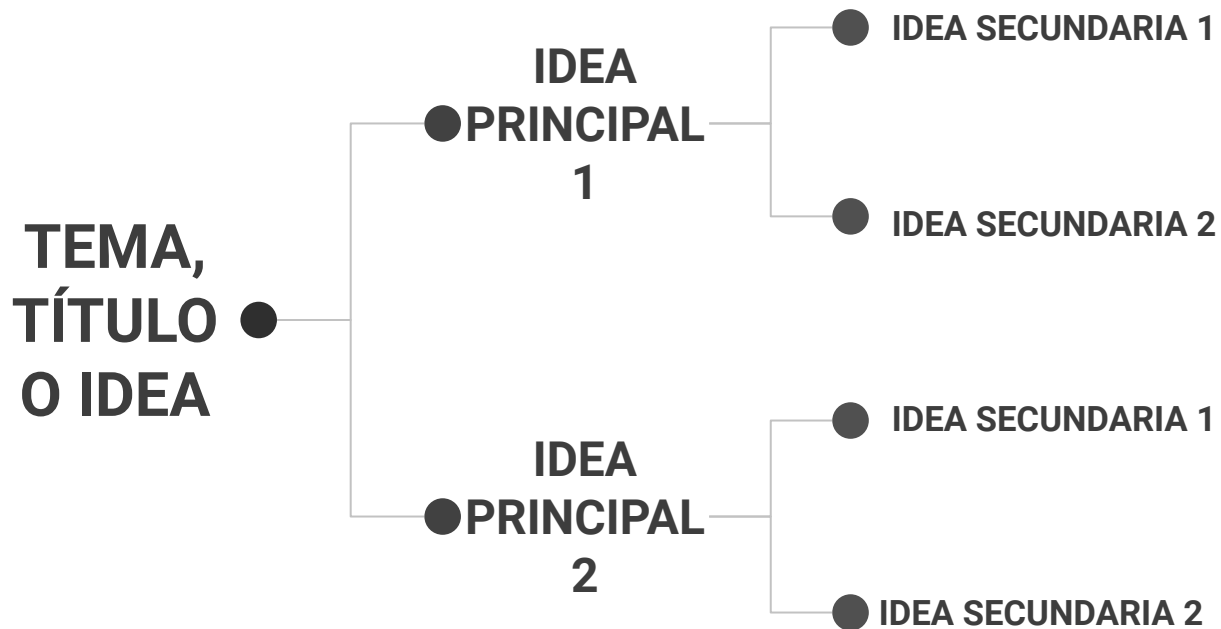 TEMA,
TÍTULO
O IDEA
IDEA
PRINCIPAL
1
IDEA SECUNDARIA 1
IDEA SECUNDARIA 2
IDEA
PRINCIPAL
2
IDEA SECUNDARIA 1
IDEA SECUNDARIA 2